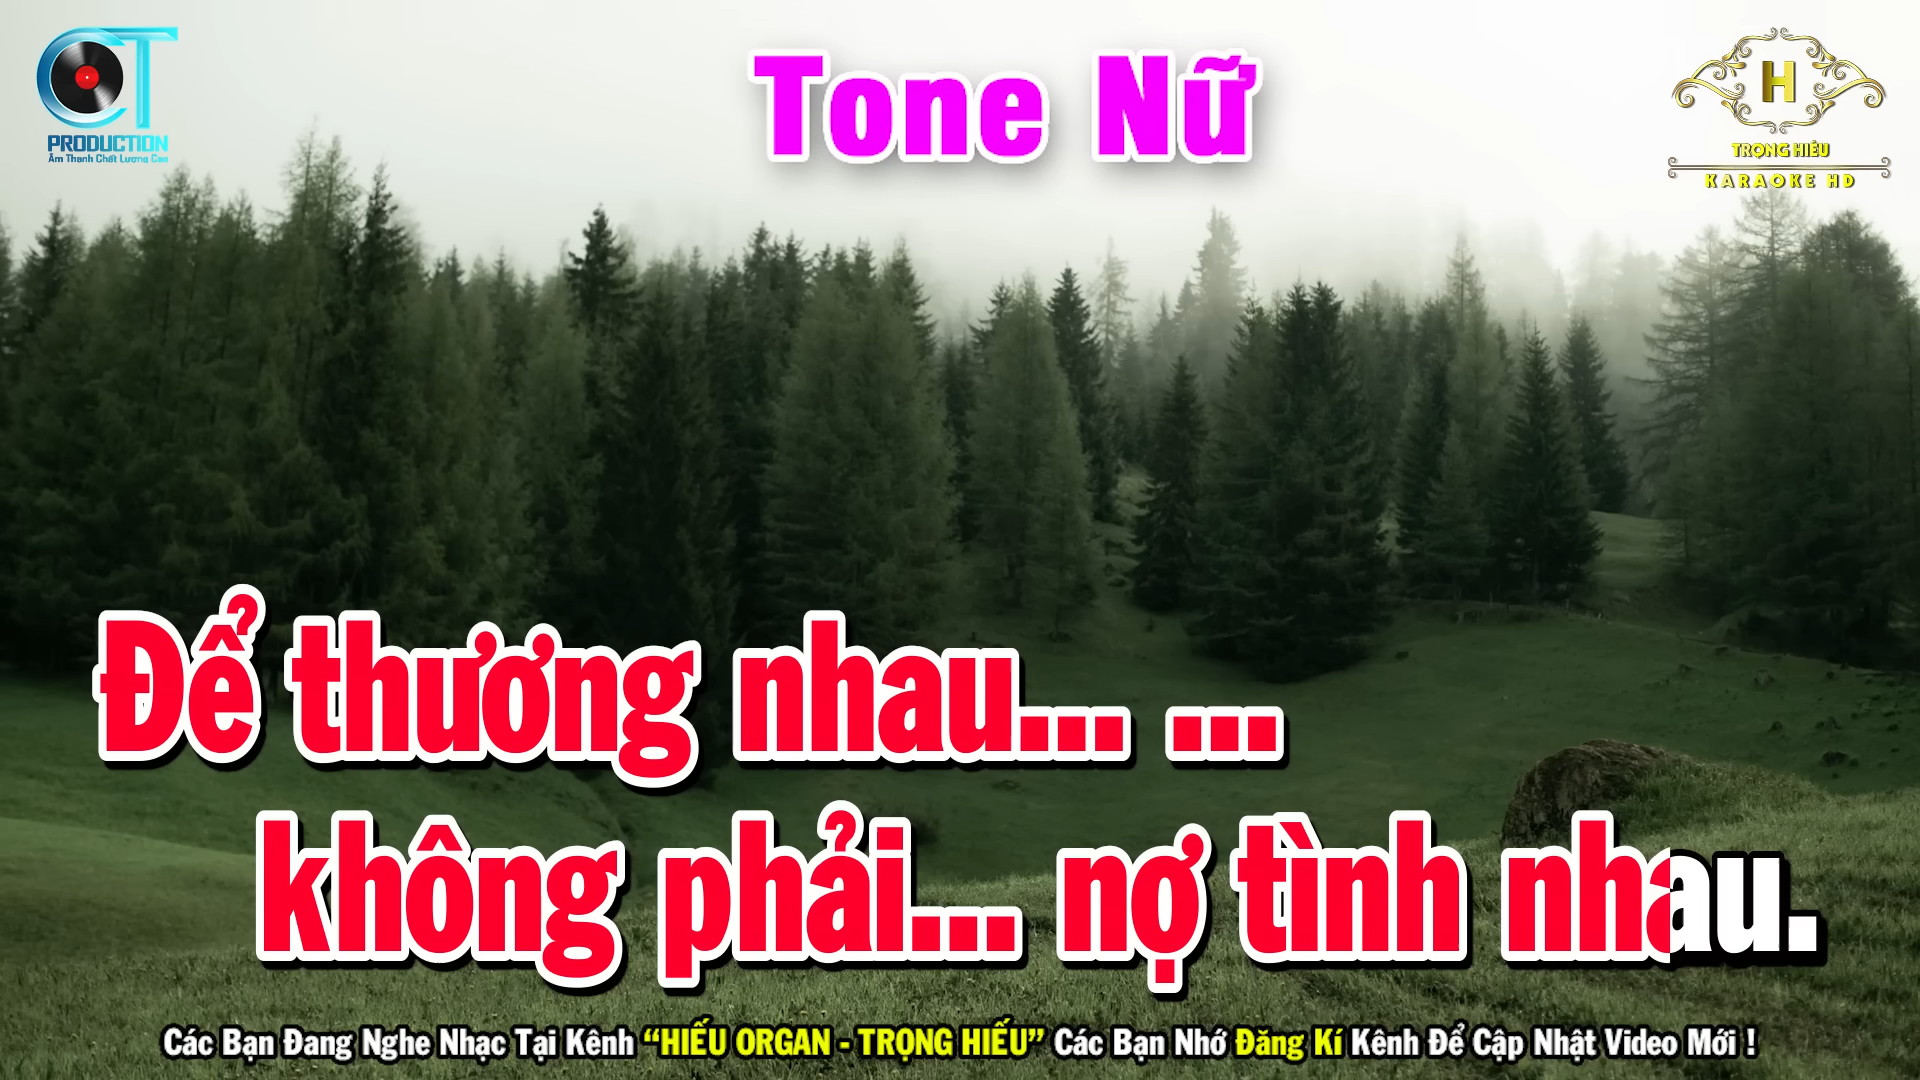 CT
PRODUCTION
Âm Thanh Chất Lượng Cao
Tone Nữ
H
TRỌNG HIẾU
KARAOKE HD
Để thương nhau... ...
không phải... nợ tình nhau.
Các Bạn Đang Nghe Nhạc Tại Kênh “HIẾU ORGAN - TRỌNG HIẾU” Các Bạn Nhớ Đăng Kí Kênh Để Cập Nhật Video Mới !